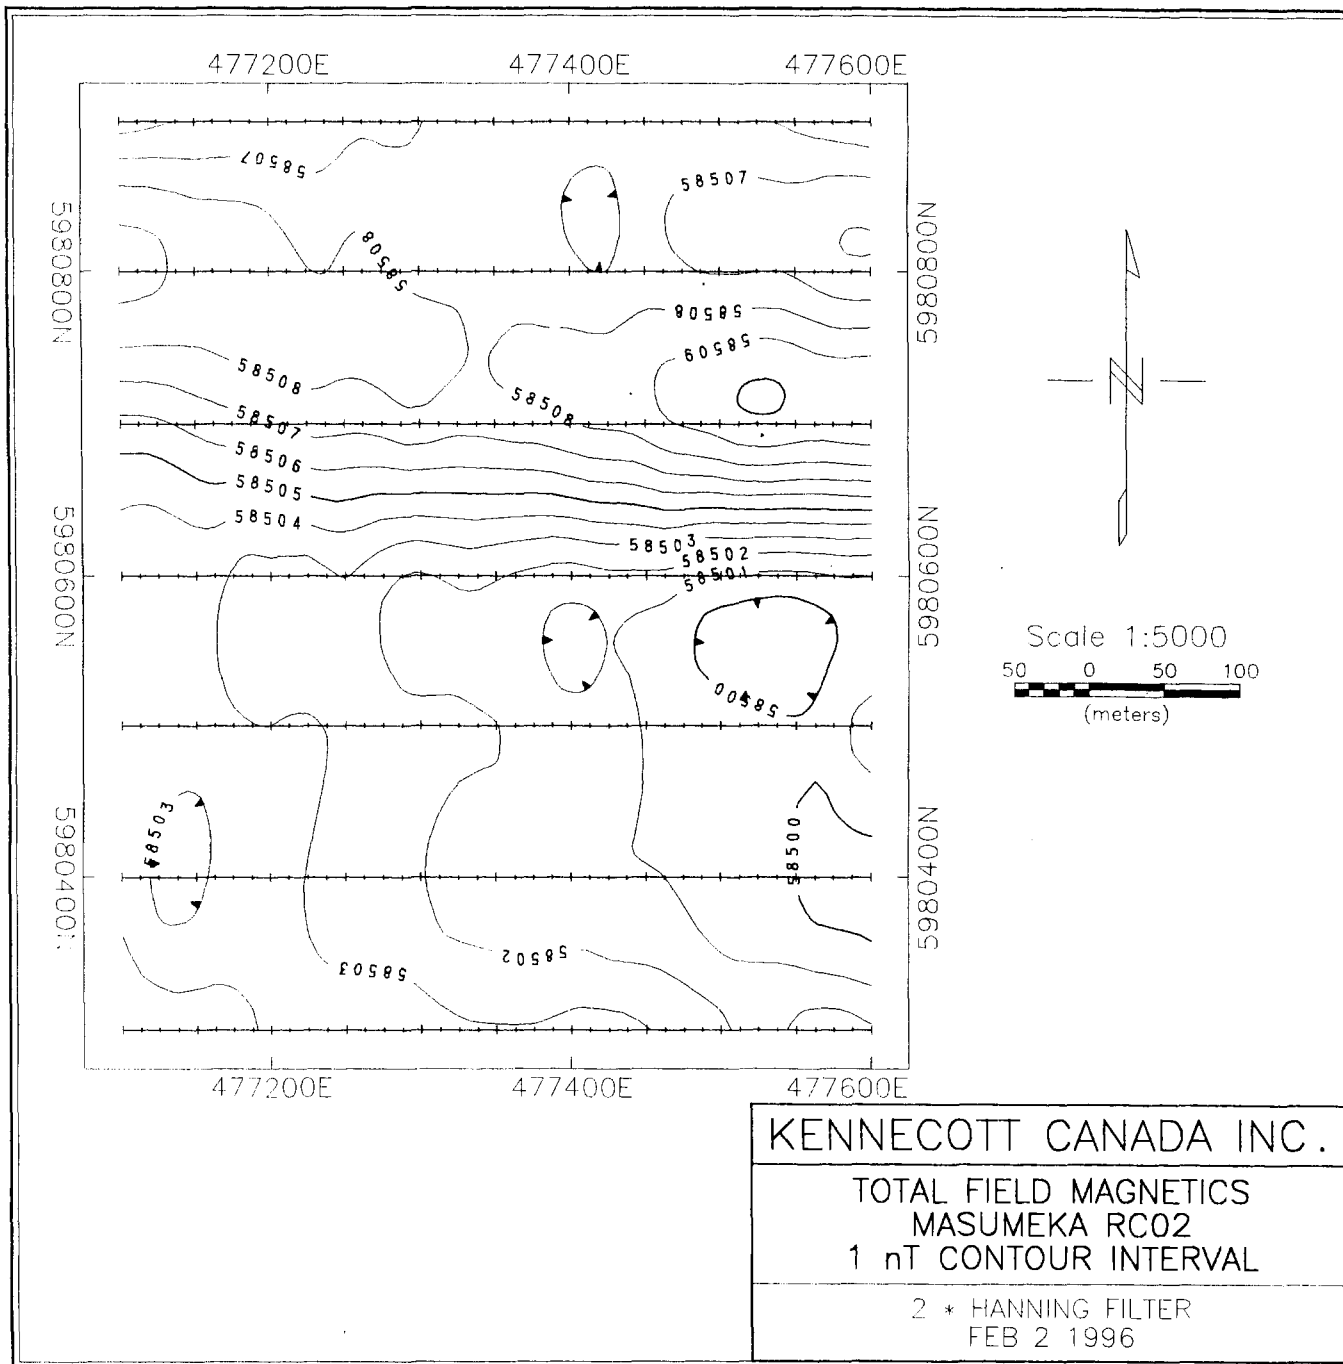 477200E 477400E 477600E
58507
58507
5980800N
5980800N
58508
58508
58509
58508
58508
58507
58506
58505
58504
58503
58502
58501
5980600N
5980600N
Scale 1:5000
50 0 50 100
(meters)
58500
58503
58500
5980400N
5980400N
58502
58503
477200E 477400E 477600E
KENNECOTT CANADA INC.
TOTAL FIELD MAGNETICS
MASUMEKA RC02
1 nT CONTOUR INTERVAL
2 * HANNING FILTER
FEB 2 1996